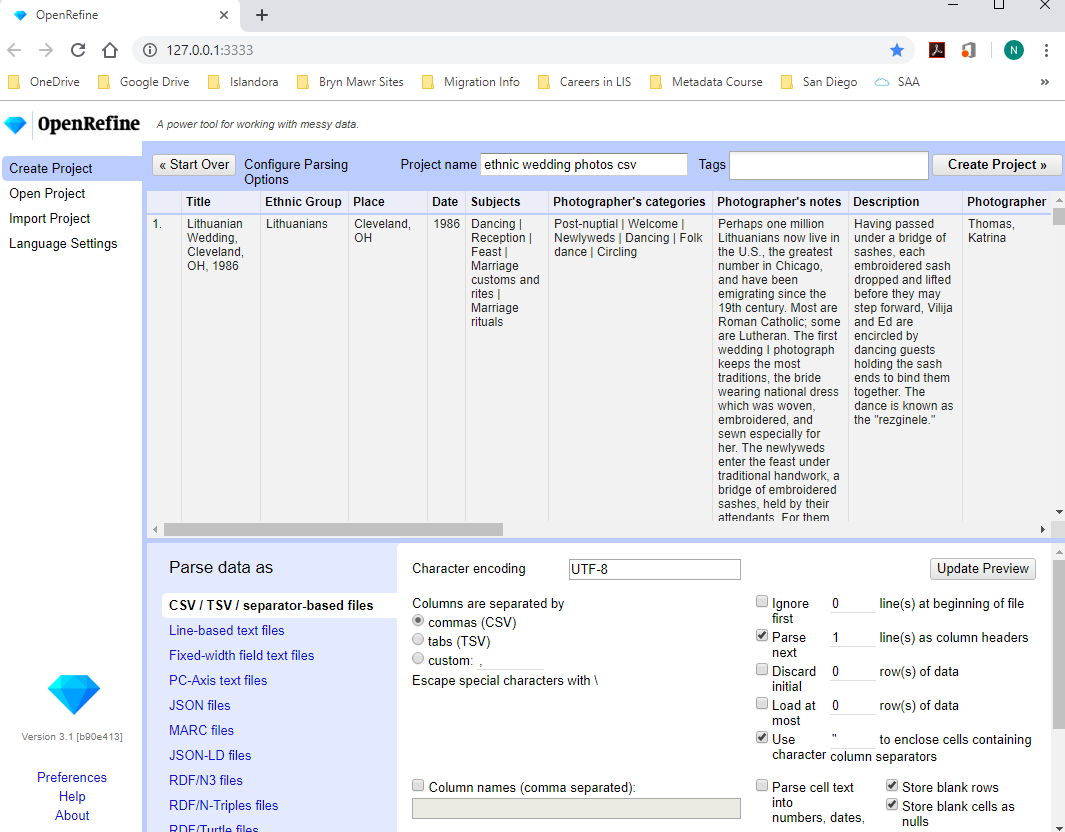 OpenRefine
127.0.0.1:3333
N
OneDrive
Google Drive
Islandora
Bryn Mawr Sites
Migration Info
Careers in LIS
Metadata Course
San Diego
SAA
»
OpenRefine
A power tool for working with messy data.
Create Project
Open Project
Import Project
Language Settings
« Start Over
Configure Parsing
Options
Project name
ethnic wedding photos csv
Tags
Create Project »
Title
Ethnic Group
Place
Date
Subjects
Photographer's categories
Photographer's notes
Description
Photographer
1.
Lithuanian
Wedding,
Cleveland,
OH, 1986
Lithuanians
Cleveland,
OH
1986
Dancing |
Reception |
Feast |
Marriage
customs and
rites |
Marriage
rituals
Post-nuptial | Welcome |
Newlyweds | Dancing | Folk
dance | Circling
Perhaps one million
Lithuanians now live in
the U.S., the greatest
number in Chicago,
and have been
emigrating since the
19th century. Most are
Roman Catholic; some
are Lutheran. The first
wedding I photograph
keeps the most
traditions, the bride
wearing national dress
which was woven,
embroidered, and
sewn especially for
her. The newlyweds
enter the feast under
traditional handwork, a
bridge of embroidered
sashes, held by their
attendants. For them
Having passed
under a bridge of
sashes, each
embroidered sash
dropped and lifted
before they may
step forward, Vilija
and Ed are
encircled by
dancing guests
holding the sash
ends to bind them
together. The
dance is known as
the "rezginele."
Thomas,
Katrina
Parse data as
CSV / TSV / separator-based files
Line-based text files
Fixed-width field text files
PC-Axis text files
JSON files
MARC files
JSON-LD files
RDF/N3 files
RDF/N-Triples files
RDF/Turtle files
Version 3.1 [b90e413]
Preferences
Help
About
Character encoding
UTF-8
Update Preview
Columns are separated by
commas (CSV)
tabs (TSV)
custom: ,
Escape special characters with \
Column names (comma separated):
Ignore
first
0 line(s) at beginning of file
Parse
next
1 line(s) as column headers
Discard
initial
0 row(s) of data
Load at
most
0 row(s) of data
Use
character
" to enclose cells containing
column separators
Parse cell text
into
numbers, dates,
Store blank rows
Store blank cells as
nulls